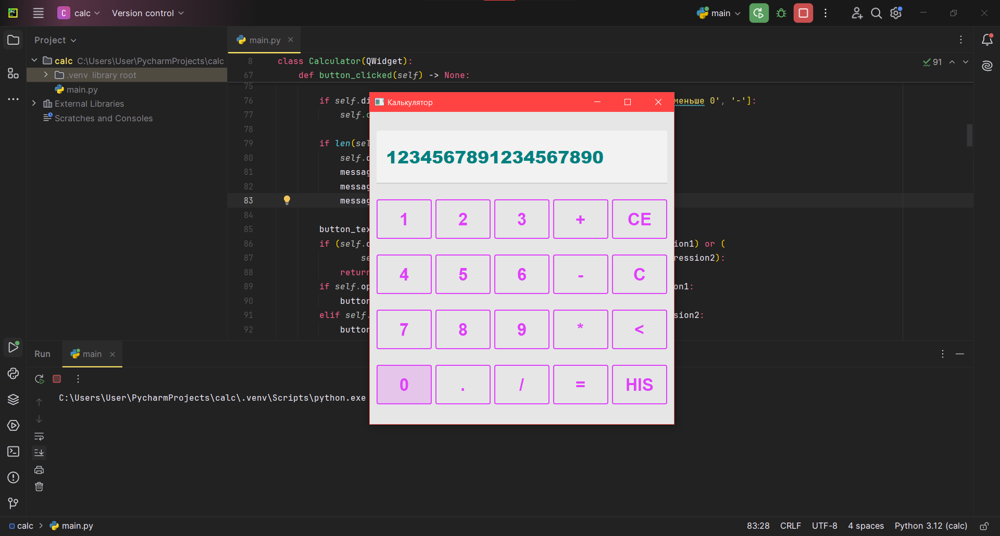 C calc Version control main
Project main.py
calc C:\Users\User\PycharmProjects\calc
.venv library root
main.py
External Libraries
Scratches and Consoles
8 class Calculator(QWidget):
67 def button_clicked(self) -> None:
91
75
76 if self.di меньше 0', '-']:
77 self.
78
79 if len(sel
80 self.
81 messag
82 messag
83 messag
84
85 button_tex
86 if (self. ion1) or (
87 se ression2):
88 return
89 if self.op n1:
90 button
91 elif self. sion2:
92 button
Калькулятор
1234567891234567890
1 2 3 + CE
4 5 6 - C
7 8 9 * <
0 . / = HIS
Run main
C:\Users\User\PycharmProjects\calc\.venv\Scripts\python.exe
calc > main.py 83:28 CRLF UTF-8 4 spaces Python 3.12 (calc)